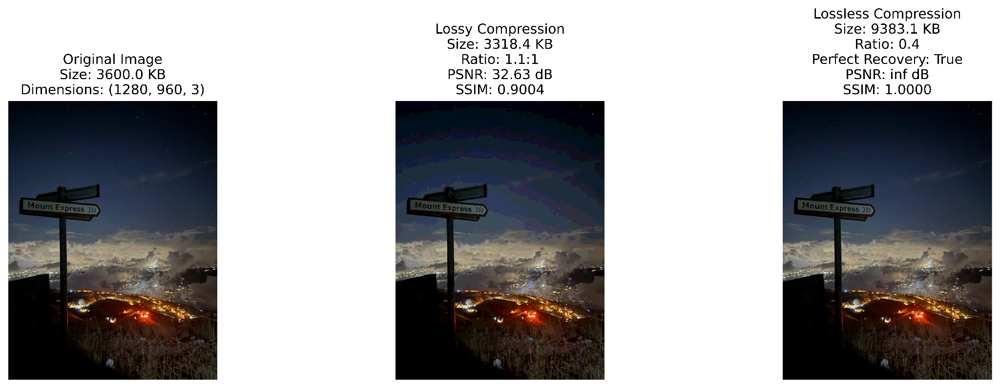 Original Image
Size: 3600.0 KB
Dimensions: (1280, 960, 3)
Mount Express >>>
Lossy Compression
Size: 3318.4 KB
Ratio: 1.1:1
PSNR: 32.63 dB
SSIM: 0.9004
Mount Express >>>
Lossless Compression
Size: 9383.1 KB
Ratio: 0.4
Perfect Recovery: True
PSNR: inf dB
SSIM: 1.0000
Mount Express >>>